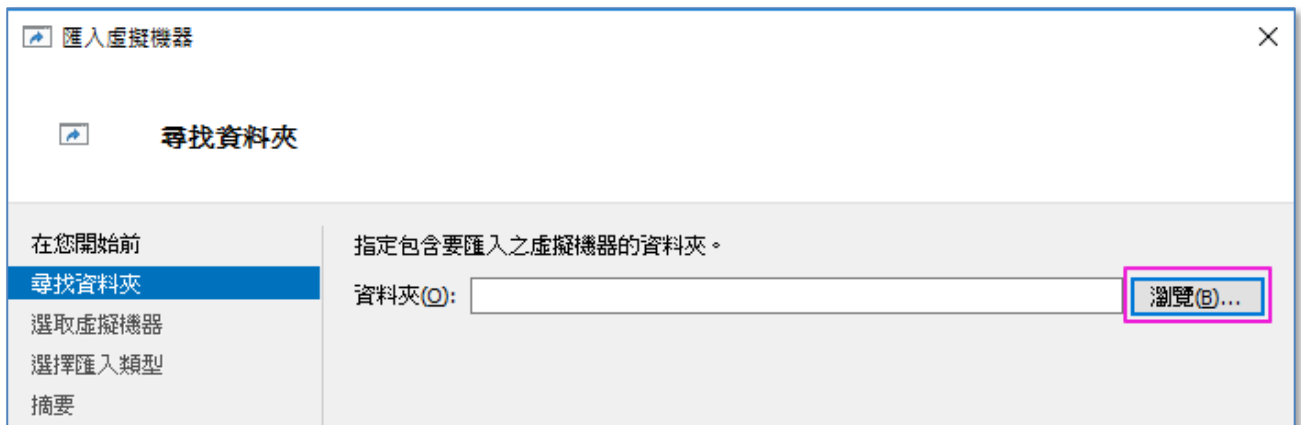 匯入虛擬機器
尋找資料夾
在您開始前
尋找資料夾
選取虛擬機器
選擇匯入類型
摘要
指定包含要匯入之虛擬機器的資料夾。
資料夾(O):
瀏覽(B)...